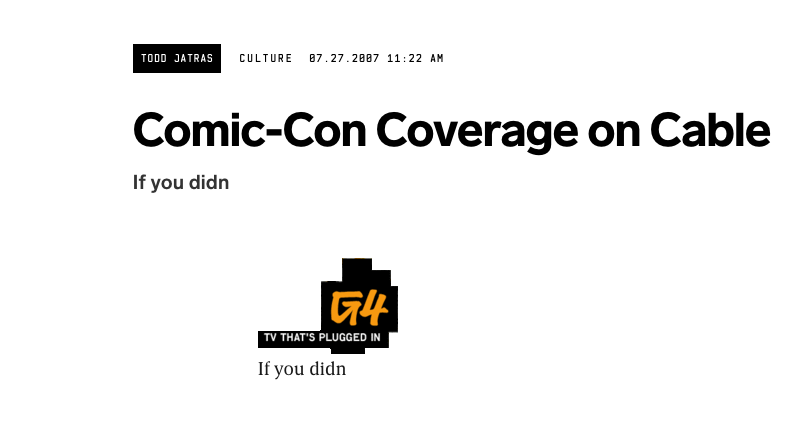 TODD JATRAS CULTURE 07.27.2007 11:22 AM
Comic-Con Coverage on Cable
If you didn
G4
TV THAT'S PLUGGED IN
If you didn